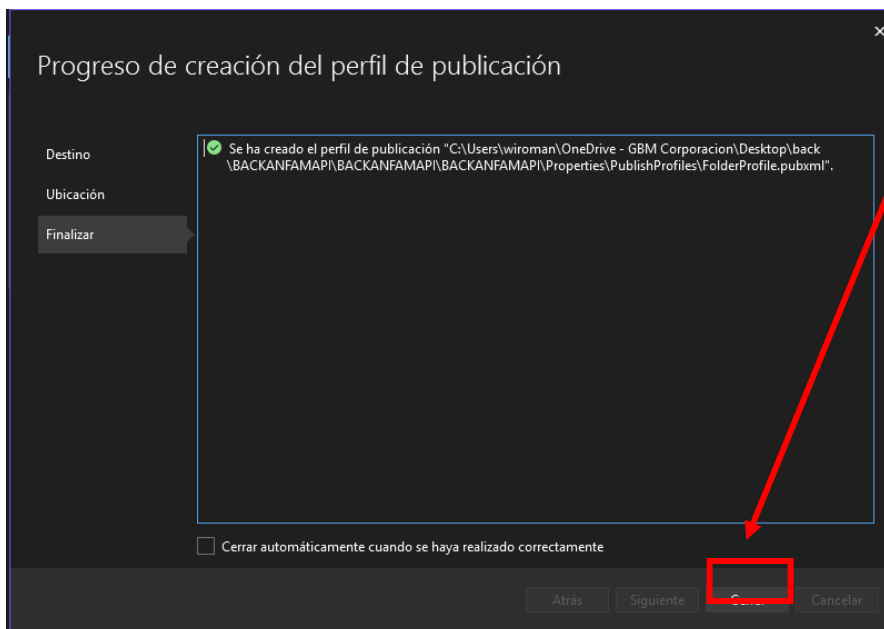 Progreso de creación del perfil de publicación
Destino
Ubicación
Finalizar
Se ha creado el perfil de publicación "C:\Users\wiroman\OneDrive - GBM Corporacion\Desktop\back
\BACKANFAMAPI\BACKANFAMAPI\BACKANFAMAPI\Properties\PublishProfiles\FolderProfile.pubxml".
Cerrar automáticamente cuando se haya realizado correctamente
Atrás Siguiente Cancelar